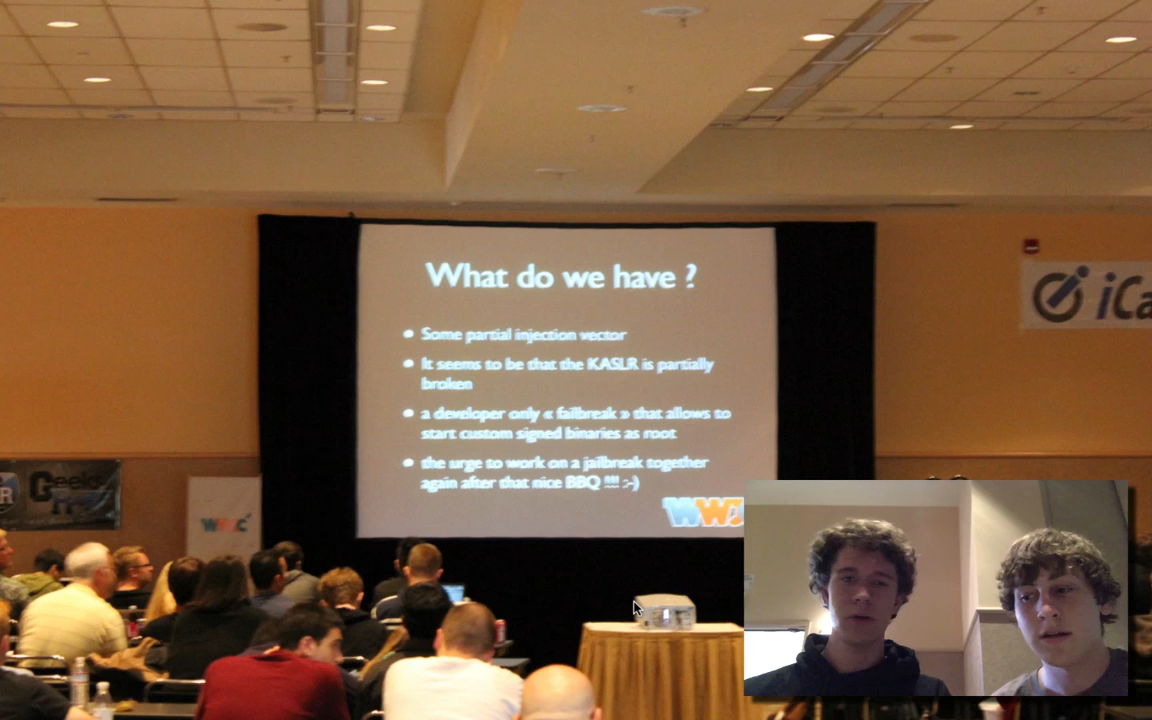 What do we have ?
• Some partial injection vector
• It seems to be that the KASLR is partially
broken
• a developer only « failbreak » that allows to
start custom signed binaries as root
• the urge to work on a jailbreak together
again after that nice BBQ !!! :-)
WWJ
iCa
R
Geeks